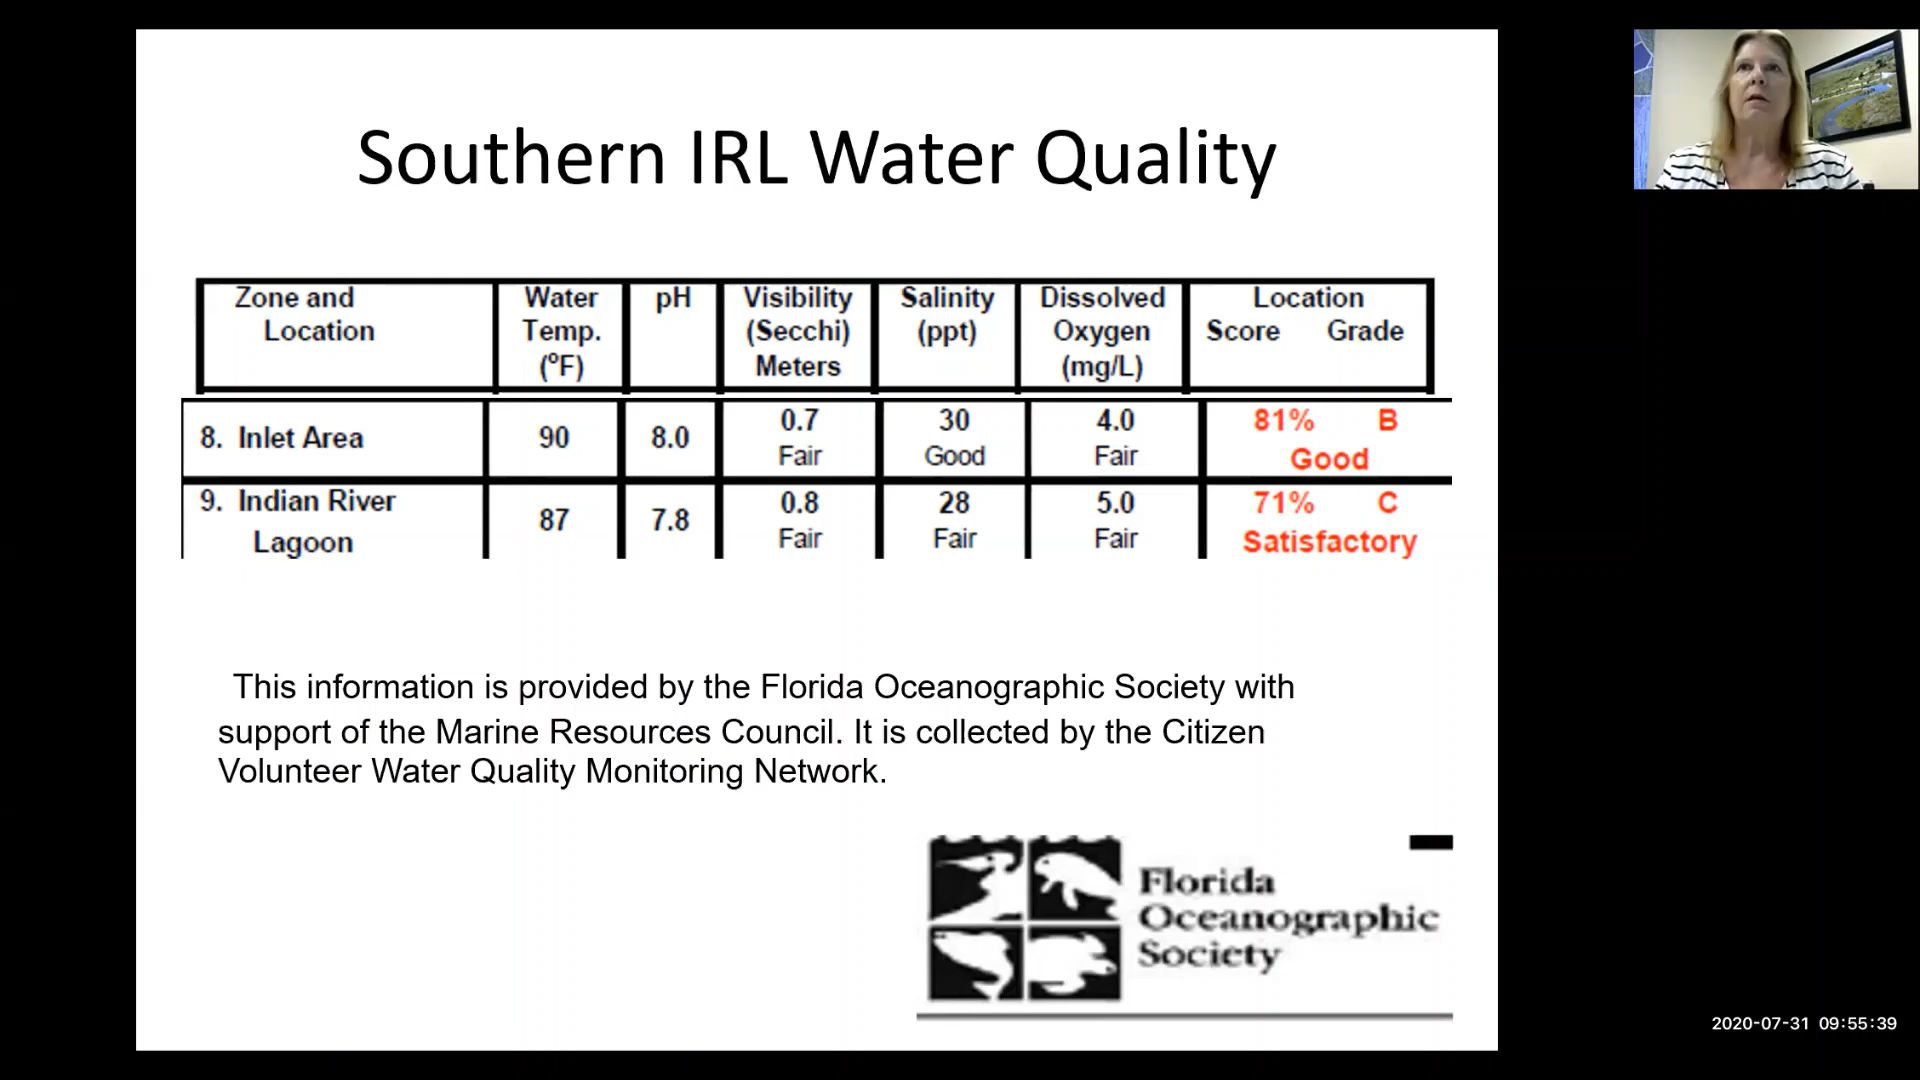 Southern IRL Water Quality
Zone and Location
Water Temp. (ºF)
pH
Visibility (Secchi) Meters
Salinity (ppt)
Dissolved Oxygen (mg/L)
Location Score Grade
8. Inlet Area
90
8.0
0.7 Fair
30 Good
4.0 Fair
81% B Good
9. Indian River Lagoon
87
7.8
0.8 Fair
28 Fair
5.0 Fair
71% C Satisfactory
This information is provided by the Florida Oceanographic Society with
support of the Marine Resources Council. It is collected by the Citizen
Volunteer Water Quality Monitoring Network.
Florida
Oceanographic
Society
2020-07-31 09:55:39